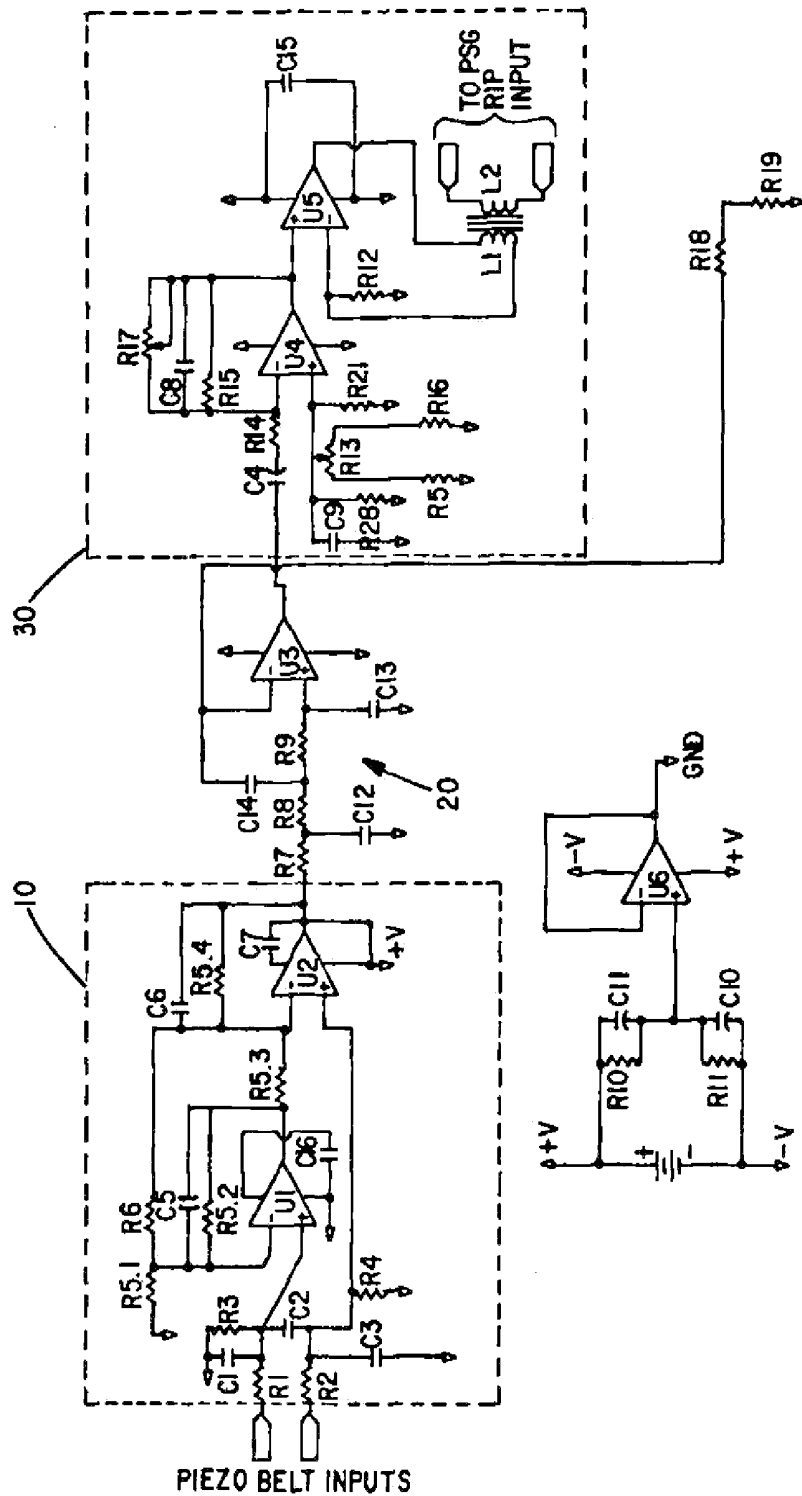 10
30
20
PIEZO BELT INPUTS
R1
R2
C1
R3
C2
C3
R4
R5.1
R6
C5
R5.2
-
+
U1
C16
R5.3
C6
R5.4
C7
-
+
U2
+V
R7
R8
R9
C12
C14
C13
-
+
U3
C4
R14
R17
C8
R15
-
+
U4
C9
R28
R5
R13
R16
R21
+
-
U5
C15
R12
L1
L2
TO PSG
RIP
INPUT
R18
R19
+V
+
-
-V
R10
C11
R11
C10
-
+
U6
-V
+V
GND